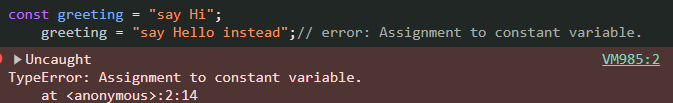 const greeting = "say Hi";
    greeting = "say Hello instead";// error: Assignment to constant variable.
▶Uncaught VM985:2
TypeError: Assignment to constant variable.
    at <anonymous>:2:14